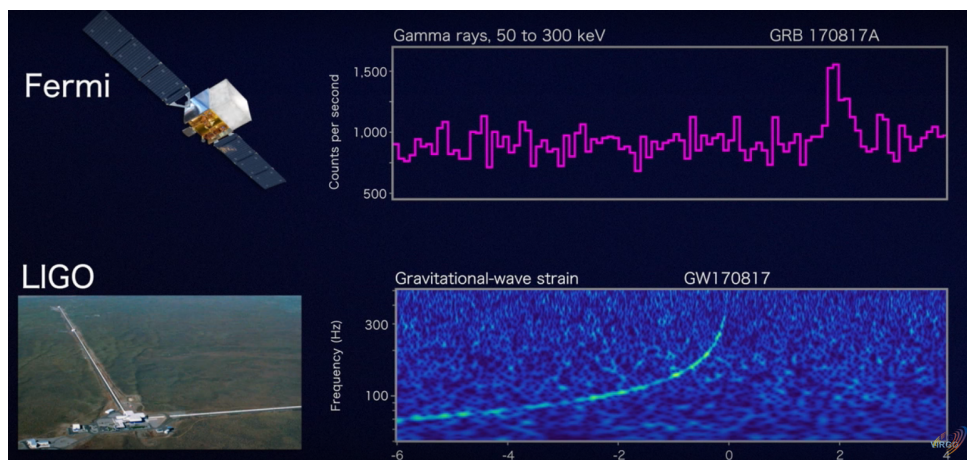 Gamma rays, 50 to 300 keV GRB 170817A
Fermi
Counts per second
1,500
1,000
500
LIGO
Gravitational-wave strain GW170817
Frequency (Hz)
300
100
-6 -4 -2 0 2 4
VIRGO